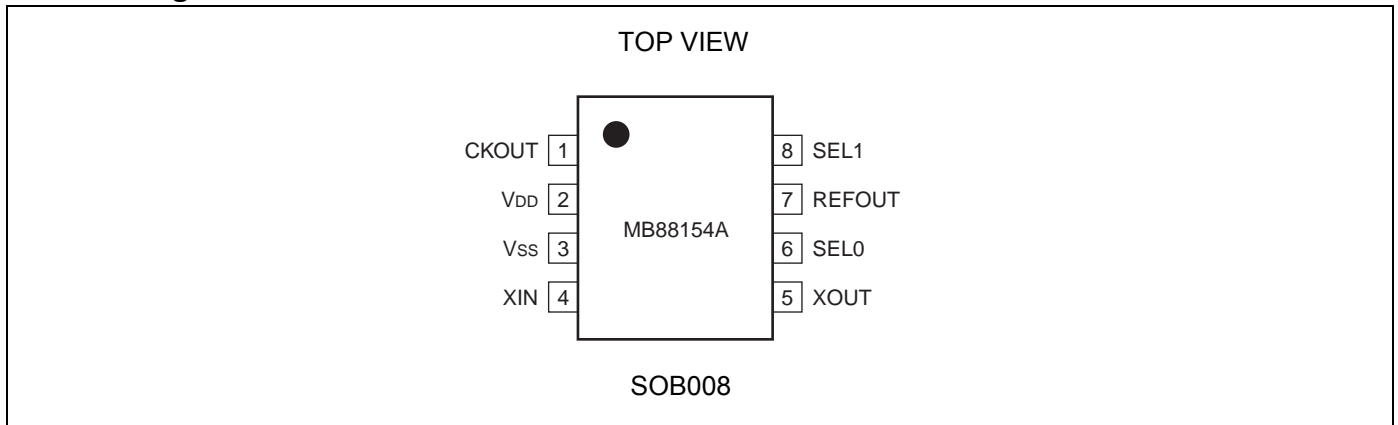 TOP VIEW
CKOUT 1
8 SEL1
VDD 2
7 REFOUT
MB88154A
VSS 3
6 SEL0
XIN 4
5 XOUT
SOB008